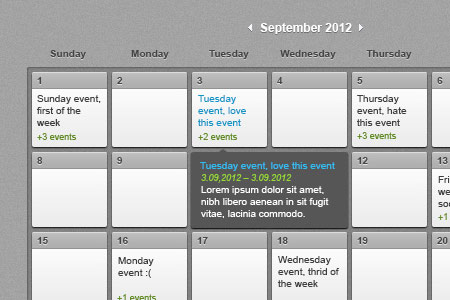 September 2012
Sunday Monday Tuesday Wednesday Thursday
1 2 3 4 5 6
Sunday event,
first of the
week
+3 events
Tuesday
event, love
this event
+2 events
Thursday
event, hate
this event
+3 events
8 9 12 13
Tuesday event, love this event
3.09,2012 – 3.09.2012
Lorem ipsum dolor sit amet,
nibh libero aenean in sit fugit
vitae, lacinia commodo.
15 16 17 18 19 20
Monday
event :(
+1 events
Wednesday
event, thrid of
the week